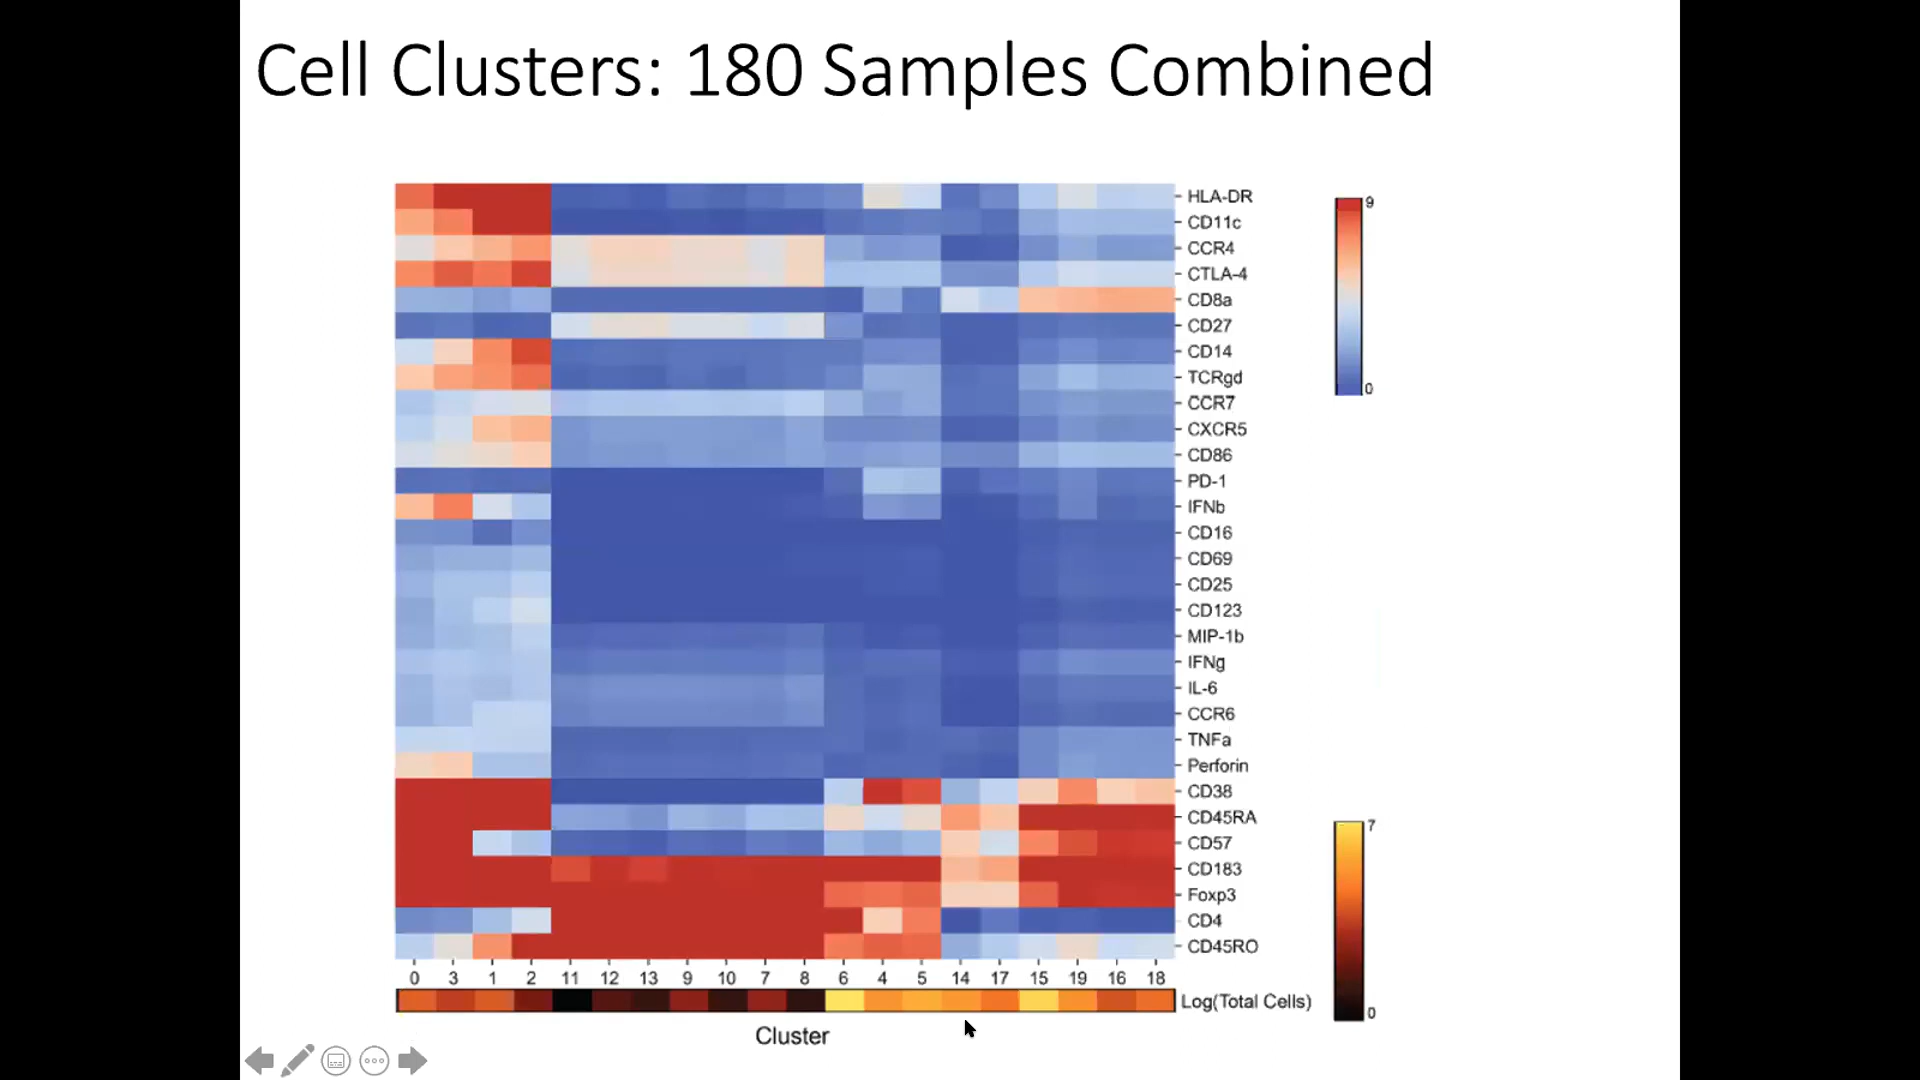 Cell Clusters: 180 Samples Combined
HLA-DR
CD11c
CCR4
CTLA-4
CD8a
CD27
CD14
TCRgd
CCR7
CXCR5
CD86
PD-1
IFNb
CD16
CD69
CD25
CD123
MIP-1b
IFNg
IL-6
CCR6
TNFa
Perforin
CD38
CD45RA
CD57
CD183
Foxp3
CD4
CD45RO
9
0
7
0
0 3 1 2 11 12 13 9 10 7 8 6 4 5 14 17 15 19 16 18
Log(Total Cells)
Cluster